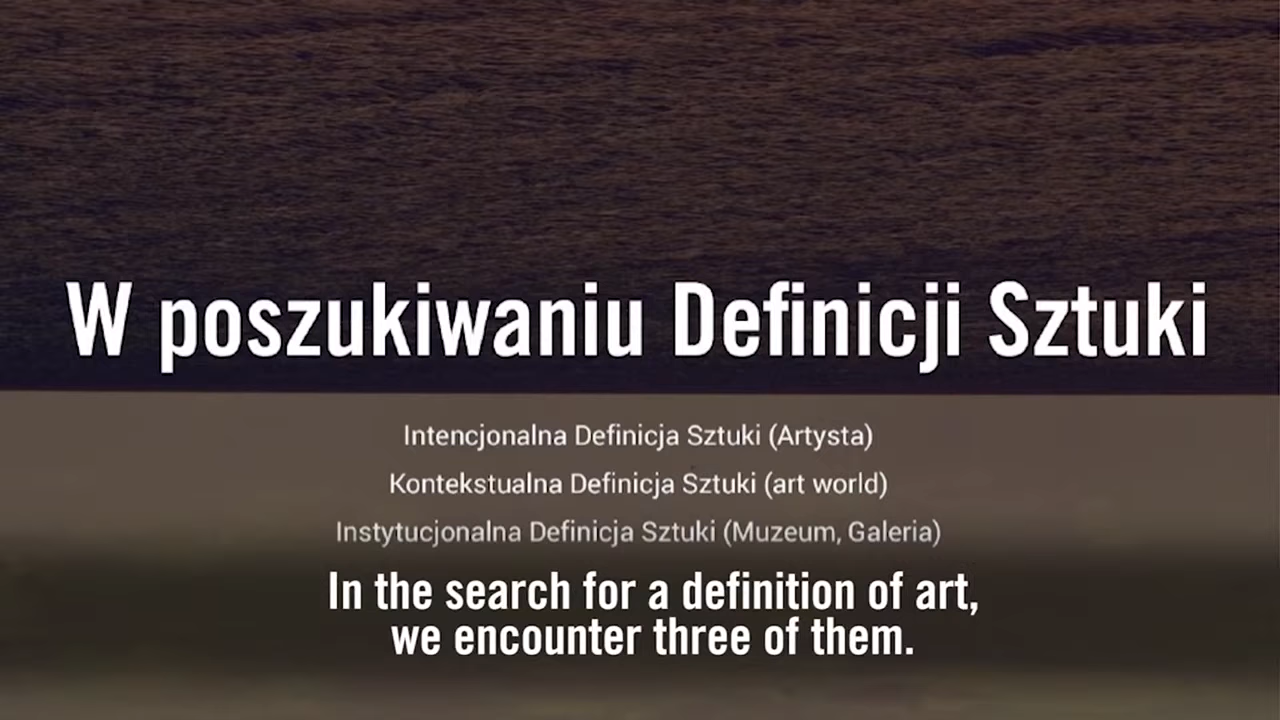 W poszukiwaniu Definicji Sztuki
Intencjonalna Definicja Sztuki (Artysta)
Kontekstualna Definicja Sztuki (art world)
Instytucjonalna Definicja Sztuki (Muzeum, Galeria)
In the search for a definition of art,
we encounter three of them.